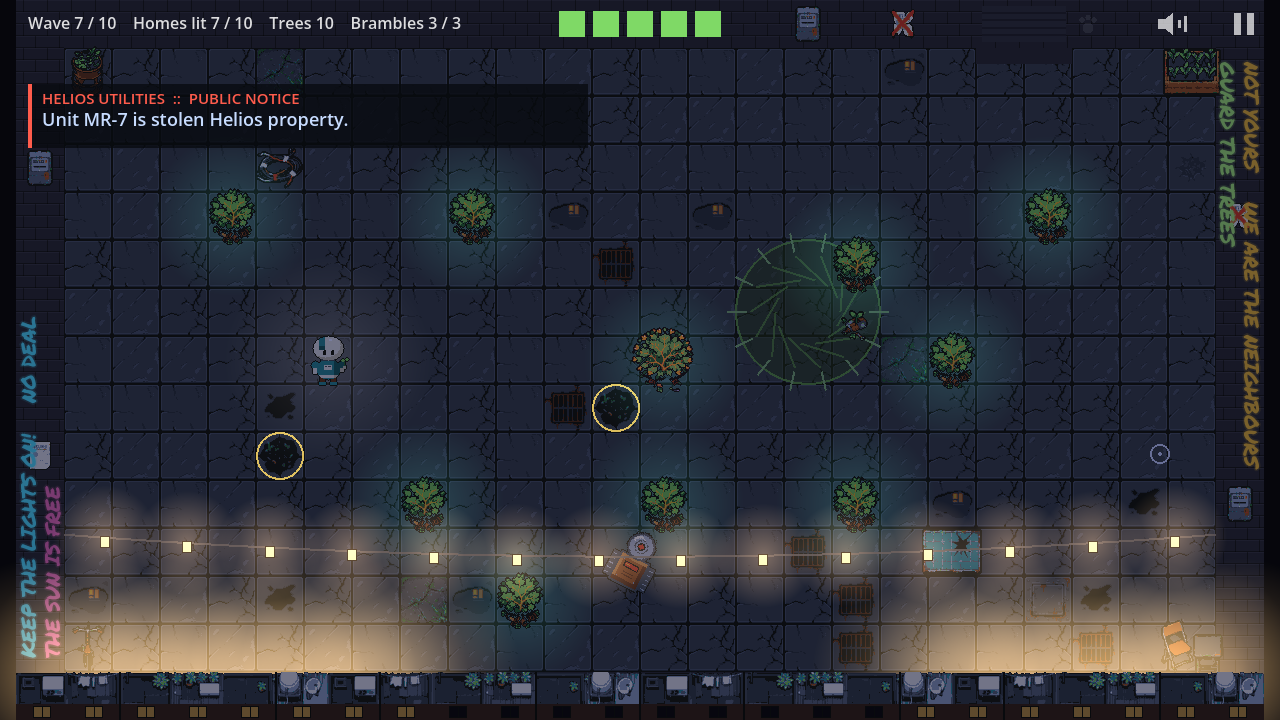 Wave 7 / 10 Homes lit 7 / 10 Trees 10 Brambles 3 / 3
HELIOS UTILITIES :: PUBLIC NOTICE
Unit MR-7 is stolen Helios property.
NO DEAL
KEEP THE LIGHTS ON!
THE SUN IS FREE
GUARD THE TREES
NOT YOURS
WE ARE THE NEIGHBOURS